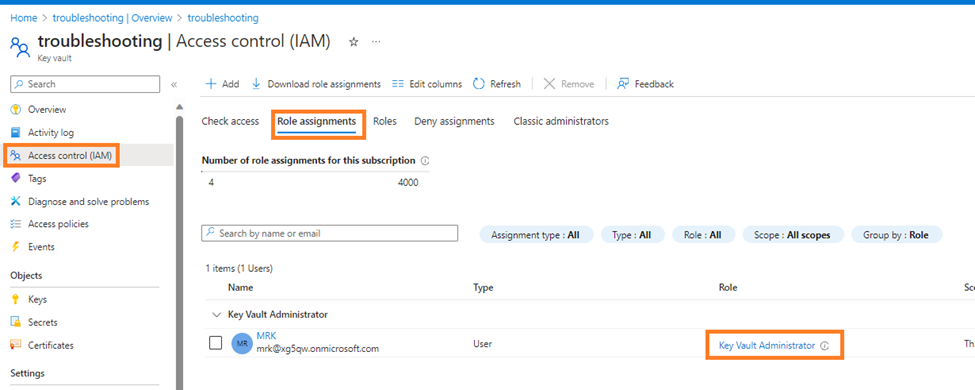 Home > troubleshooting | Overview > troubleshooting
troubleshooting | Access control (IAM) ☆ ...
Key vault
Search «
+ Add Download role assignments Edit columns Refresh Remove Feedback
Overview
Activity log
Access control (IAM)
Tags
Diagnose and solve problems
Access policies
Events
Objects
Keys
Secrets
Certificates
Settings
Check access Role assignments Roles Deny assignments Classic administrators
Number of role assignments for this subscription
4 4000
Search by name or email Assignment type : All Type : All Role : All Scope : All scopes Group by : Role
1 items (1 Users)
Name Type Role
Key Vault Administrator
MR MRK User Key Vault Administrator Th
mrk@xg5qw.onmicrosoft.com